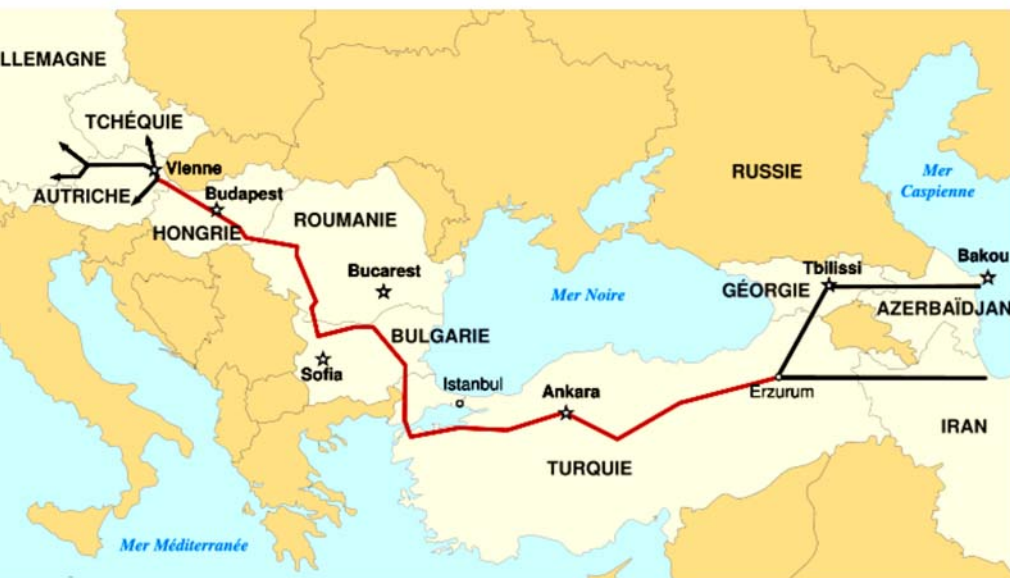 LLEMAGNE
TCHÉQUIE
Vienne
AUTRICHE
Budapest
HONGRIE
ROUMANIE
Bucarest
BULGARIE
Sofia
Istanbul
Ankara
TURQUIE
Erzurum
Mer Noire
RUSSIE
Mer
Caspienne
Tbilissi
GÉORGIE
Bakou
AZERBAÏDJAN
IRAN
Mer Méditerranée